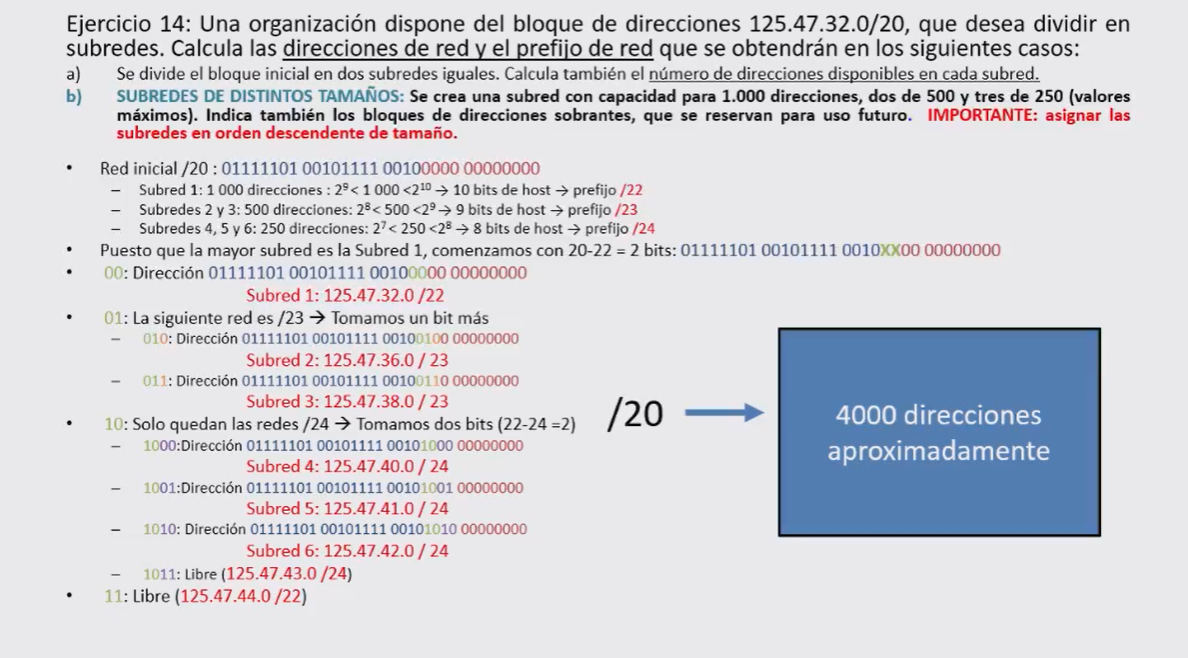 Ejercicio 14: Una organización dispone del bloque de direcciones 125.47.32.0/20, que desea dividir en
subredes. Calcula las direcciones de red y el prefijo de red que se obtendrán en los siguientes casos:
a) Se divide el bloque inicial en dos subredes iguales. Calcula también el número de direcciones disponibles en cada subred.
b) SUBREDES DE DISTINTOS TAMAÑOS: Se crea una subred con capacidad para 1.000 direcciones, dos de 500 y tres de 250 (valores
máximos). Indica también los bloques de direcciones sobrantes, que se reservan para uso futuro. IMPORTANTE: asignar las
subredes en orden descendente de tamaño.
• Red inicial /20 : 01111101 00101111 00100000 00000000
– Subred 1: 1 000 direcciones : 2⁹< 1 000 <2¹⁰ → 10 bits de host → prefijo /22
– Subredes 2 y 3: 500 direcciones: 2⁸< 500 <2⁹ → 9 bits de host → prefijo /23
– Subredes 4, 5 y 6: 250 direcciones: 2⁷< 250 <2⁸ → 8 bits de host → prefijo /24
• Puesto que la mayor subred es la Subred 1, comenzamos con 20-22 = 2 bits: 01111101 00101111 0010XX00 00000000
• 00: Dirección 01111101 00101111 00100000 00000000
Subred 1: 125.47.32.0 /22
• 01: La siguiente red es /23 → Tomamos un bit más
– 010: Dirección 01111101 00101111 00100100 00000000
Subred 2: 125.47.36.0 / 23
– 011: Dirección 01111101 00101111 00100110 00000000
Subred 3: 125.47.38.0 / 23
• 10: Solo quedan las redes /24 → Tomamos dos bits (22-24 =2)
– 1000:Dirección 01111101 00101111 00101000 00000000
Subred 4: 125.47.40.0 / 24
– 1001:Dirección 01111101 00101111 00101001 00000000
Subred 5: 125.47.41.0 / 24
– 1010: Dirección 01111101 00101111 00101010 00000000
Subred 6: 125.47.42.0 / 24
– 1011: Libre (125.47.43.0 /24)
• 11: Libre (125.47.44.0 /22)
/20
4000 direcciones
aproximadamente